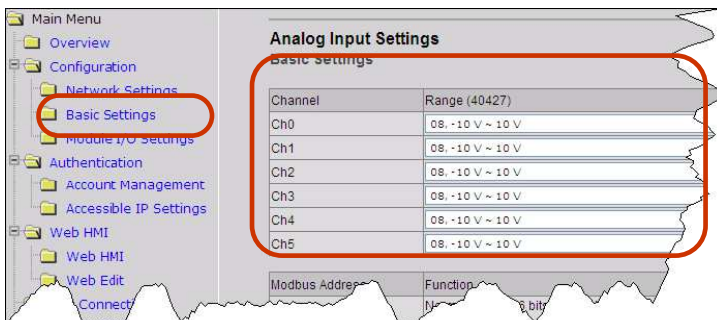 Main Menu
Overview
Configuration
Network Settings
Basic Settings
Module I/O Settings
Authentication
Account Management
Accessible IP Settings
Web HMI
Web HMI
Web Edit
Analog Input Settings
Basic Settings
Channel Range (40427)
Ch0 08, -10 V ~ 10 V
Ch1 08, -10 V ~ 10 V
Ch2 08, -10 V ~ 10 V
Ch3 08, -10 V ~ 10 V
Ch4 08, -10 V ~ 10 V
Ch5 08, -10 V ~ 10 V
Modbus Address Function